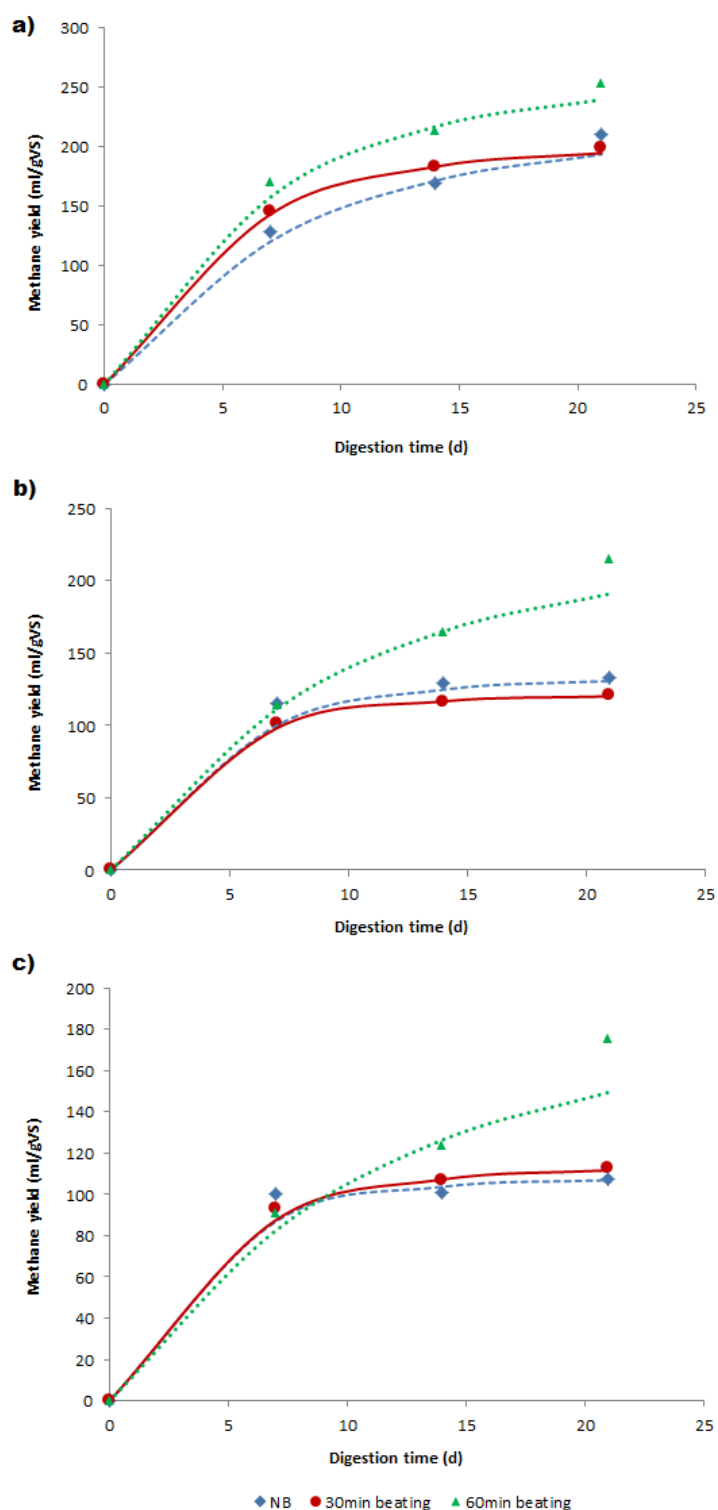 a)
300
250
200
150
100
50
0
Methane yield (ml/gVS)
0 5 10 15 20 25
Digestion time (d)
b)
250
200
150
100
50
0
Methane yield (ml/gVS)
0 5 10 15 20 25
Digestion time (d)
c)
200
180
160
140
120
100
80
60
40
20
0
Methane yield (ml/gVS)
0 5 10 15 20 25
Digestion time (d)
NB 30min beating 60min beating